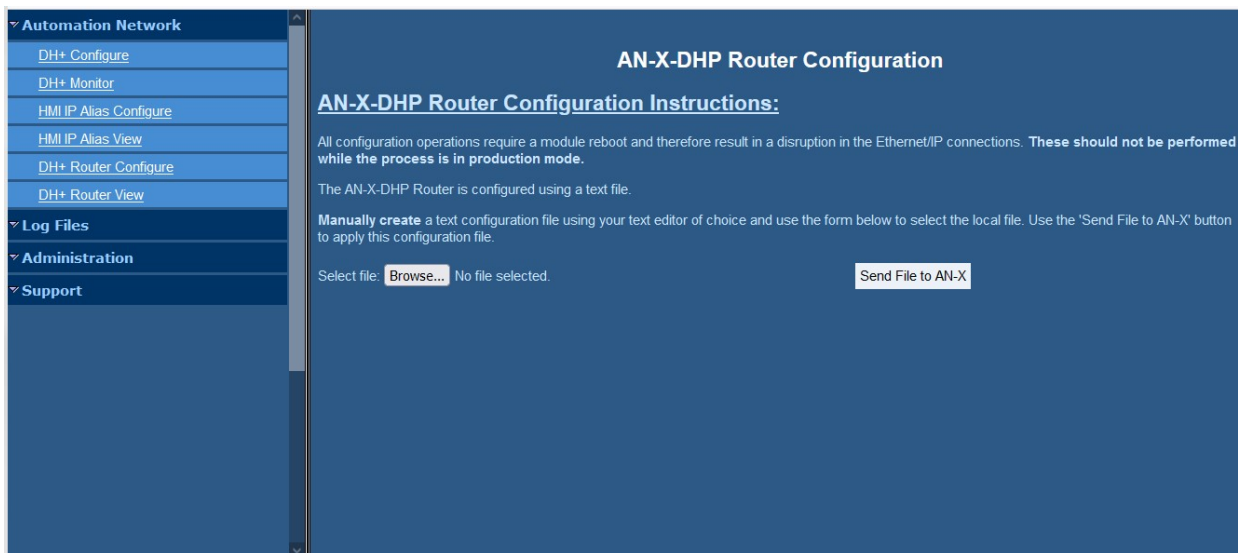 Automation Network
DH+ Configure
DH+ Monitor
HMI IP Alias Configure
HMI IP Alias View
DH+ Router Configure
DH+ Router View
Log Files
Administration
Support
AN-X-DHP Router Configuration
AN-X-DHP Router Configuration Instructions:
All configuration operations require a module reboot and therefore result in a disruption in the Ethernet/IP connections. These should not be performed
while the process is in production mode.
The AN-X-DHP Router is configured using a text file.
Manually create a text configuration file using your text editor of choice and use the form below to select the local file. Use the 'Send File to AN-X' button
to apply this configuration file.
Select file: Browse... No file selected. Send File to AN-X